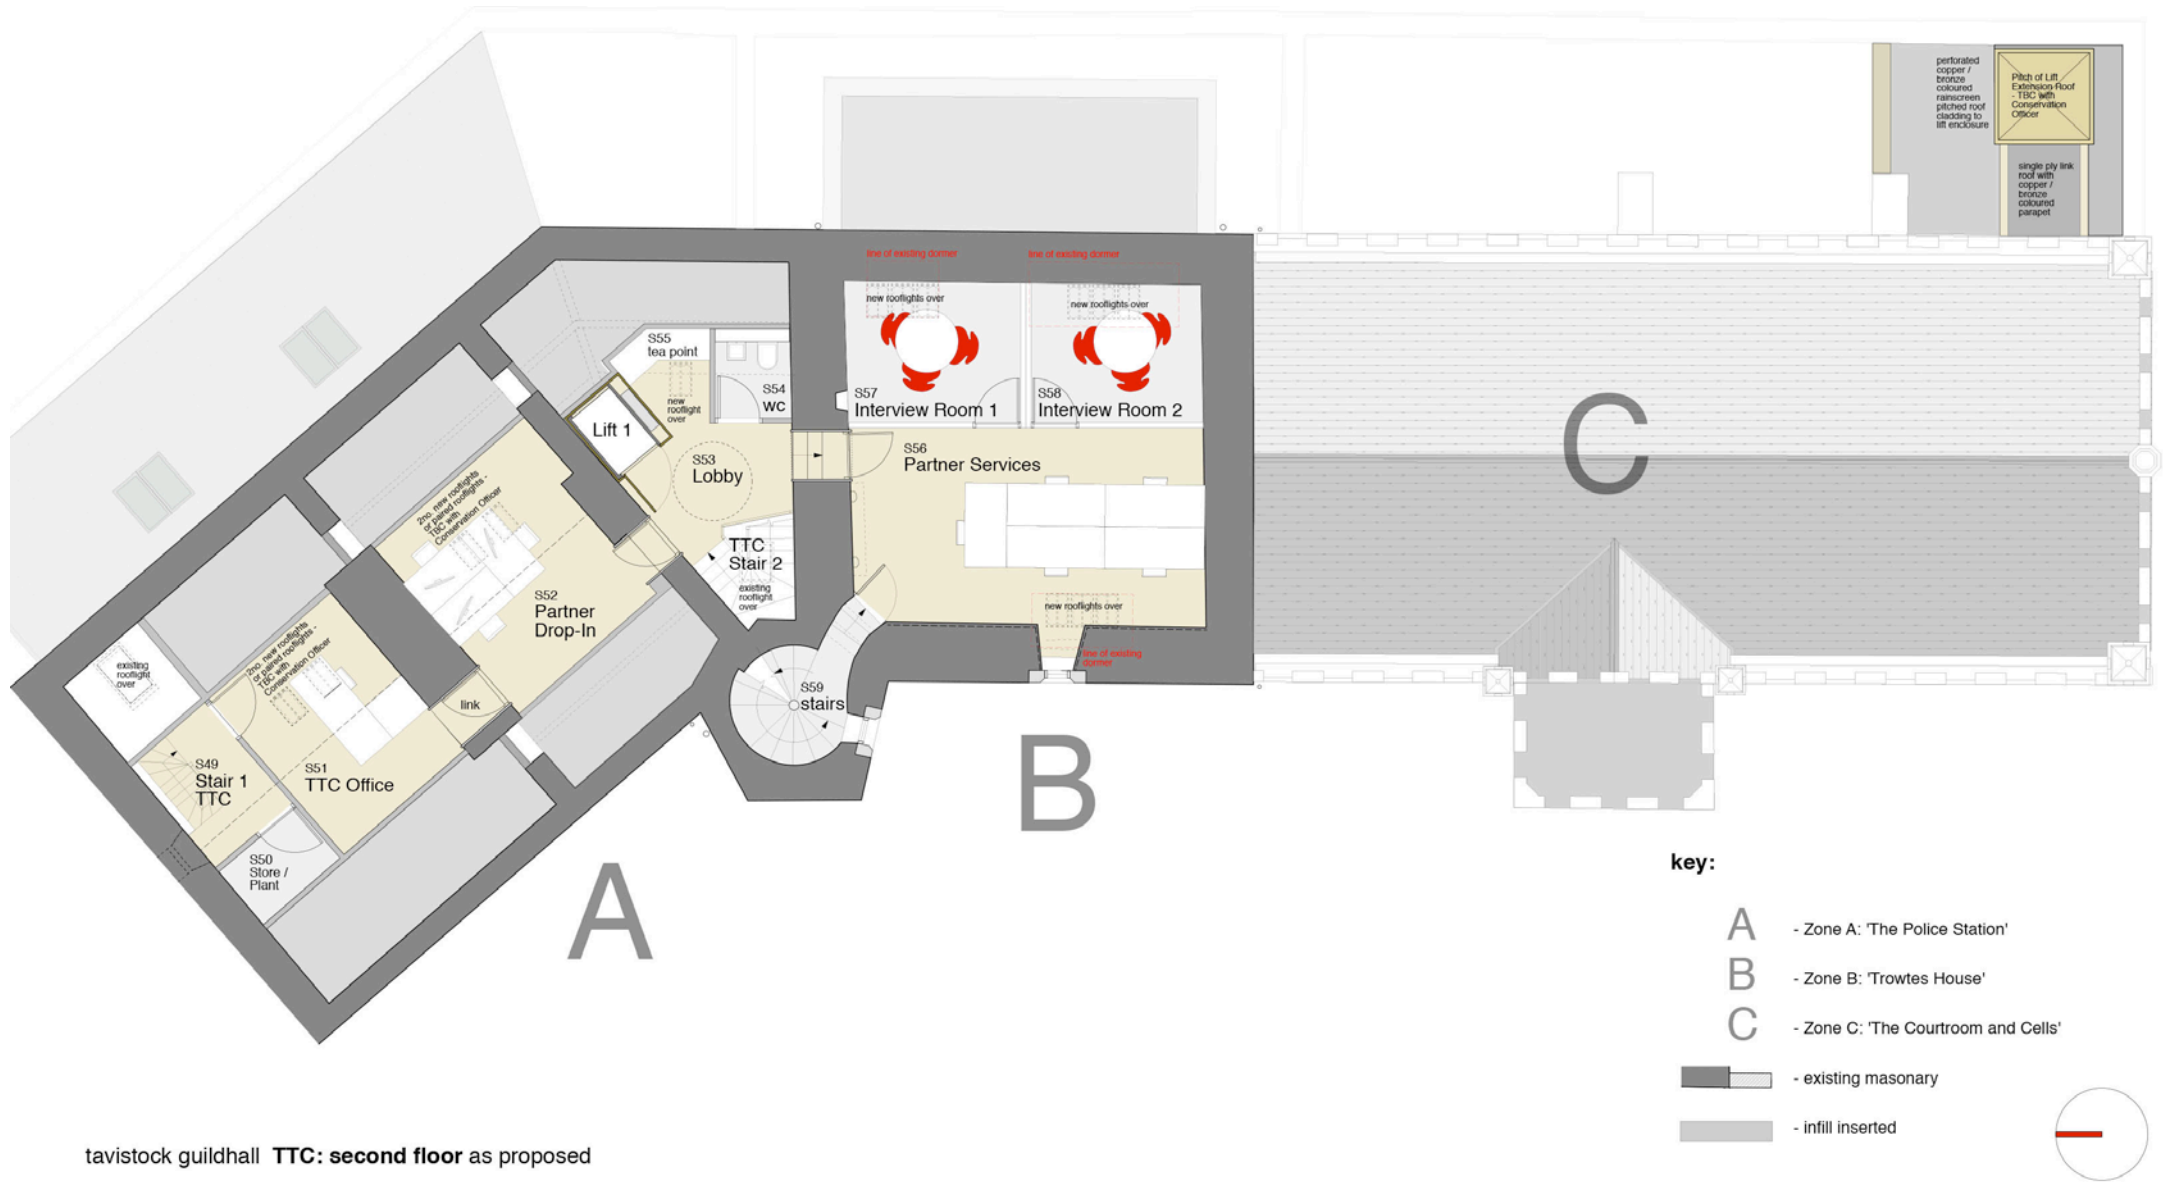 perforated
copper /
bronze
coloured
rainscreen
pitched roof
cladding to
lift enclosure
Pitch of Lift
Extension Roof
- TBC with
Conservation
Officer
single ply link
roof with
copper /
bronze
coloured
parapet
line of existing dormer
line of existing dormer
new rooflights over
new rooflights over
S55
tea point
S54
WC
new
rooflight
over
Lift 1
S57
Interview Room 1
S58
Interview Room 2
S53
Lobby
S56
Partner Services
C
2no. new rooflights
or paired rooflights -
TBC with
Conservation Officer
TTC
Stair 2
existing
rooflight
over
S52
Partner
Drop-In
new rooflights over
line of existing
dormer
2no. new rooflights
or paired rooflights -
TBC with
Conservation Officer
existing
rooflight
over
link
S59
stairs
S49
Stair 1
TTC
S51
TTC Office
S50
Store /
Plant
B
A
key:
A - Zone A: 'The Police Station'
B - Zone B: 'Trowtes House'
C - Zone C: 'The Courtroom and Cells'
- existing masonary
- infill inserted
tavistock guildhall TTC: second floor as proposed